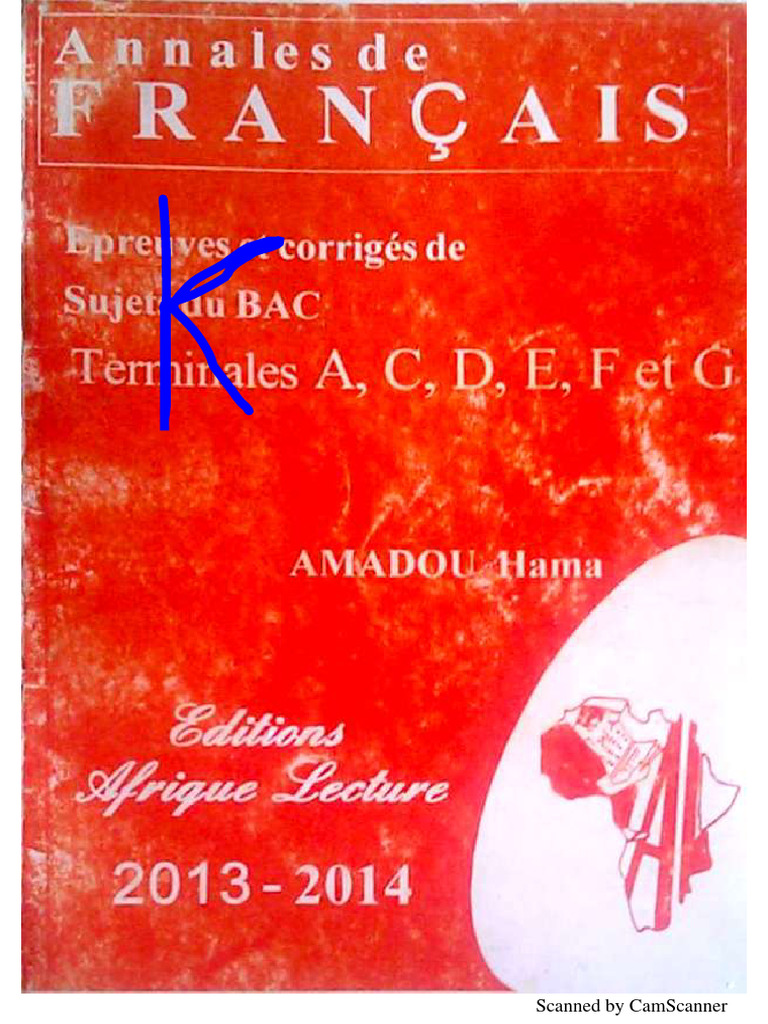 Annales de
FRANÇAIS
K
Epreuves et corrigés de
Sujets du BAC
Terminales A, C, D, E, F et G
AMADOU Hama
Editions
Afrique Lecture
2013 - 2014
AL
Scanned by CamScanner